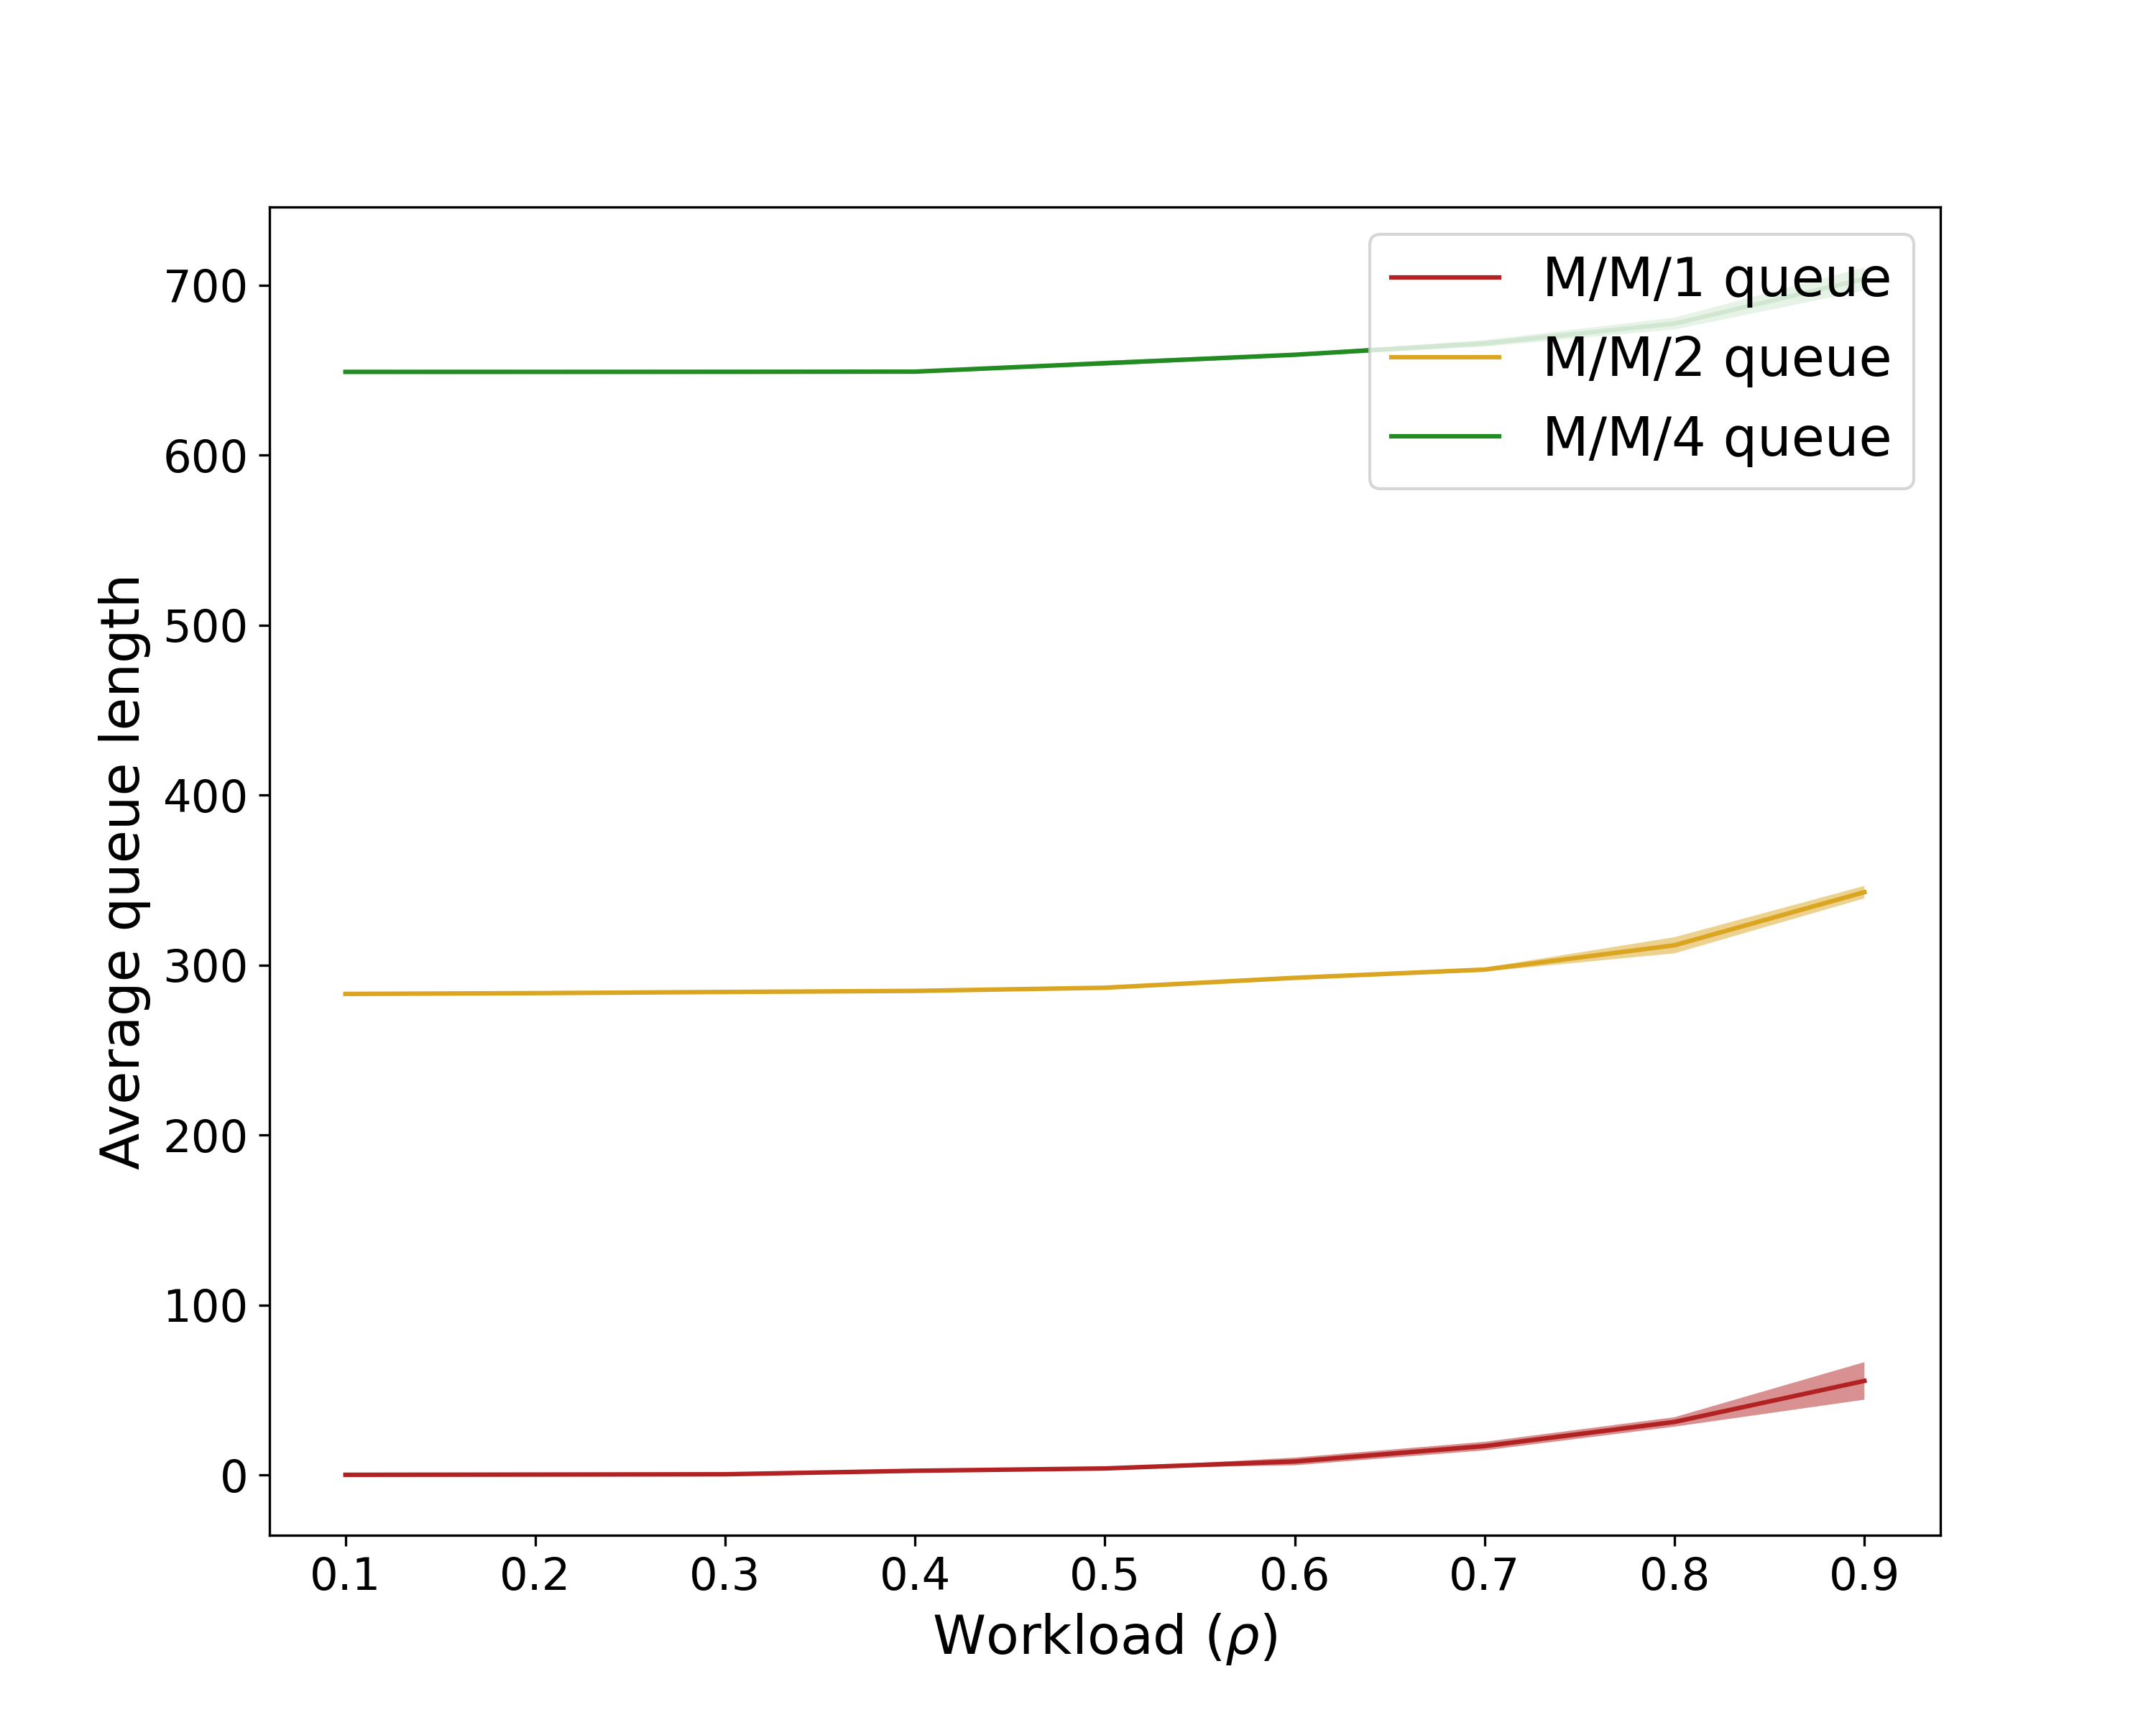 M/M/1 queue
M/M/2 queue
M/M/4 queue
Average queue length
700
600
500
400
300
200
100
0
0.1 0.2 0.3 0.4 0.5 0.6 0.7 0.8 0.9
Workload (ρ)